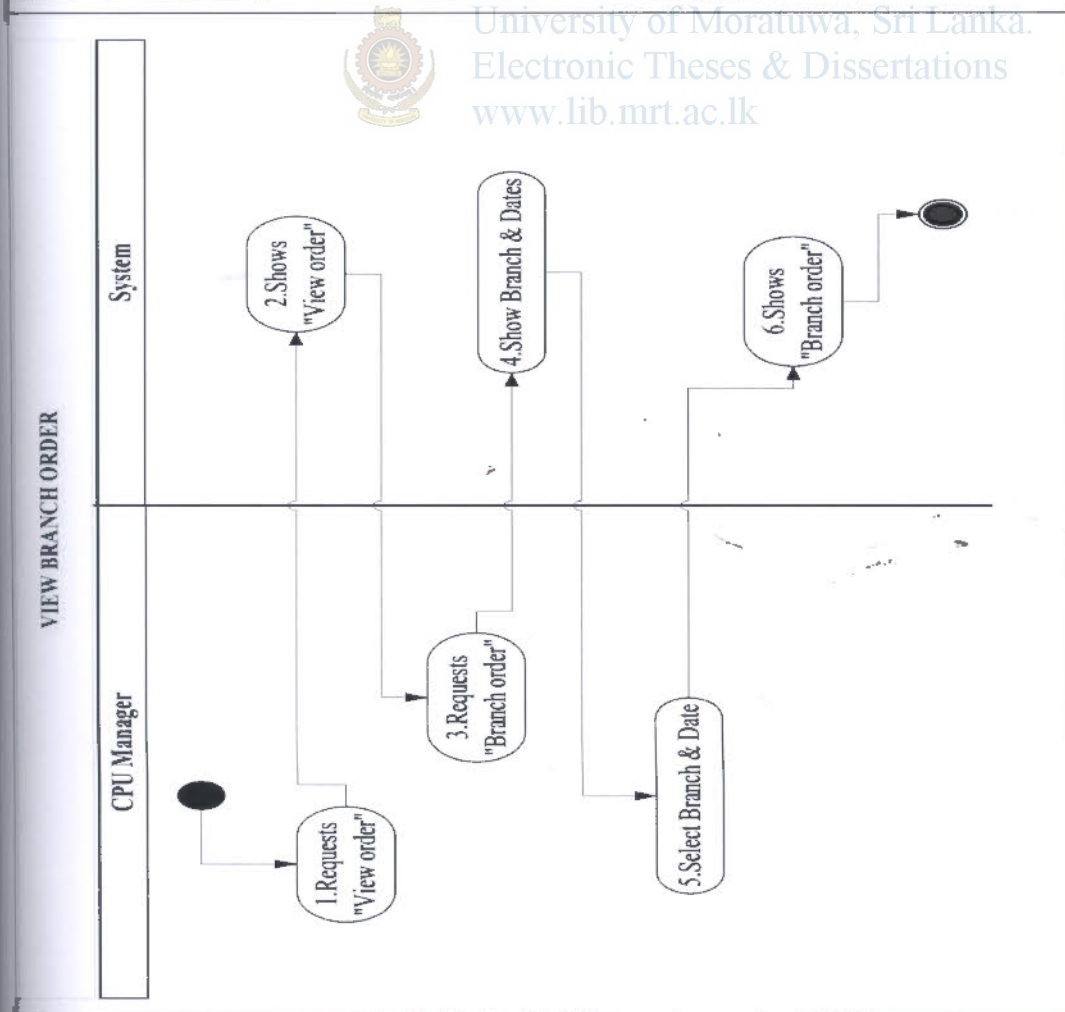 University of Moratuwa, Sri Lanka.
Electronic Theses & Dissertations
www.lib.mrt.ac.lk
VIEW BRANCH ORDER
CPU Manager
System
1.Requests
"View order"
2.Shows
"View order"
3.Requests
"Branch order"
4.Show Branch & Dates
5.Select Branch & Date
6.Shows
"Branch order"